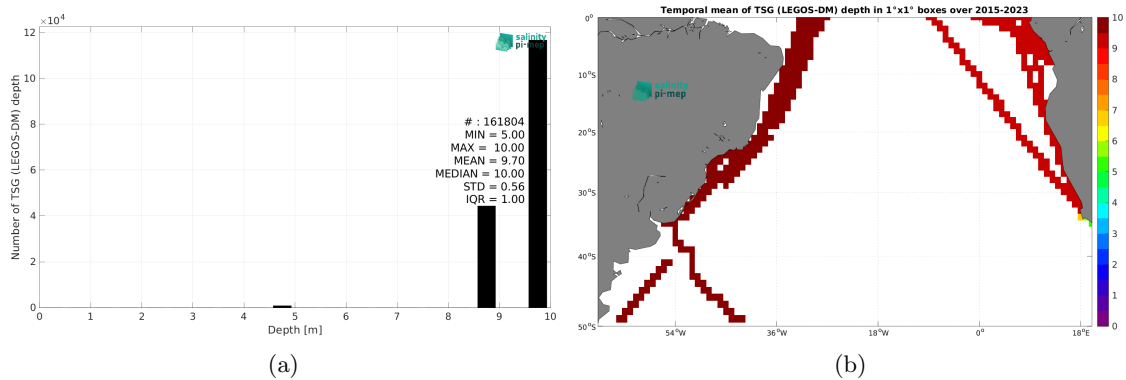 ×10⁴
12
10
8
6
4
2
0
Number of TSG (LEGOS-DM) depth
salinity
pi-mep
# : 161804
MIN = 5.00
MAX = 10.00
MEAN = 9.70
MEDIAN = 10.00
STD = 0.56
IQR = 1.00
0 1 2 3 4 5 6 7 8 9 10
Depth [m]
(a)
Temporal mean of TSG (LEGOS-DM) depth in 1°x1° boxes over 2015-2023
0°
10°S
20°S
30°S
40°S
50°S
salinity
pi-mep
54°W 36°W 18°W 0° 18°E
10
9
8
7
6
5
4
3
2
1
0
(b)